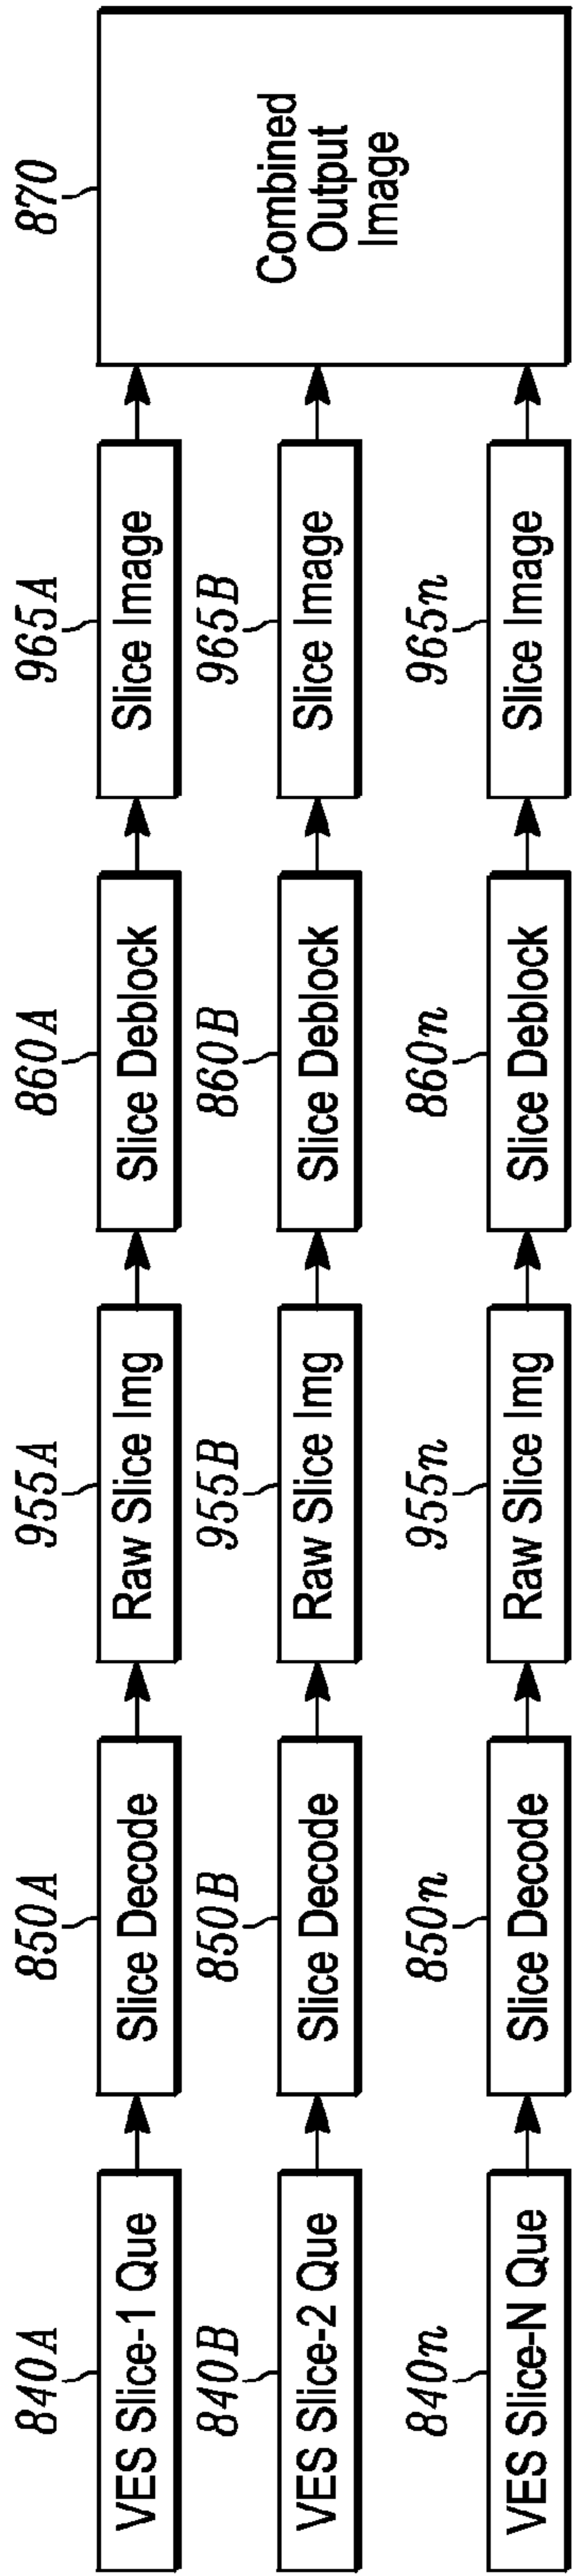 840A
850A
955A
860A
965A
870
VES Slice-1 Que
Slice Decode
Raw Slice Img
Slice Deblock
Slice Image
Combined
Output
Image
840B
850B
955B
860B
965B
VES Slice-2 Que
Slice Decode
Raw Slice Img
Slice Deblock
Slice Image
840n
850n
955n
860n
965n
VES Slice-N Que
Slice Decode
Raw Slice Img
Slice Deblock
Slice Image